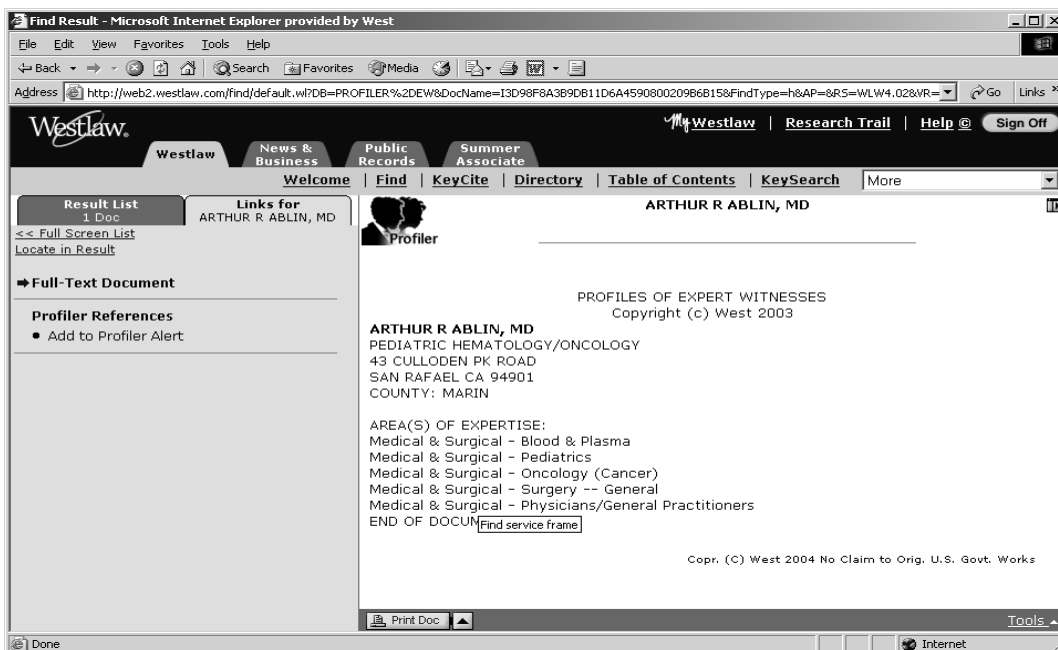 Find Result - Microsoft Internet Explorer provided by West
File Edit View Favorites Tools Help
Back Search Favorites Media
Address http://web2.westlaw.com/find/default.wl?DB=PROFILER%2DEW&DocName=I3D98F8A3B9DB11D6A4590800209B6B15&FindType=h&AP=&RS=WLW4.02&VR= Go Links »
Westlaw. My Westlaw | Research Trail | Help © Sign Off
Westlaw News & Business Public Records Summer Associate
Welcome | Find | KeyCite | Directory | Table of Contents | KeySearch More
Result List
1 Doc
Links for
ARTHUR R ABLIN, MD
<< Full Screen List
Locate in Result
Full-Text Document
Profiler References
• Add to Profiler Alert
Profiler
ARTHUR R ABLIN, MD
PROFILES OF EXPERT WITNESSES
Copyright (c) West 2003
ARTHUR R ABLIN, MD
PEDIATRIC HEMATOLOGY/ONCOLOGY
43 CULLODEN PK ROAD
SAN RAFAEL CA 94901
COUNTY: MARIN
AREA(S) OF EXPERTISE:
Medical & Surgical - Blood & Plasma
Medical & Surgical - Pediatrics
Medical & Surgical - Oncology (Cancer)
Medical & Surgical - Surgery -- General
Medical & Surgical - Physicians/General Practitioners
END OF DOCUM
Find service frame
Copr. (C) West 2004 No Claim to Orig. U.S. Govt. Works
Print Doc Tools
Done Internet